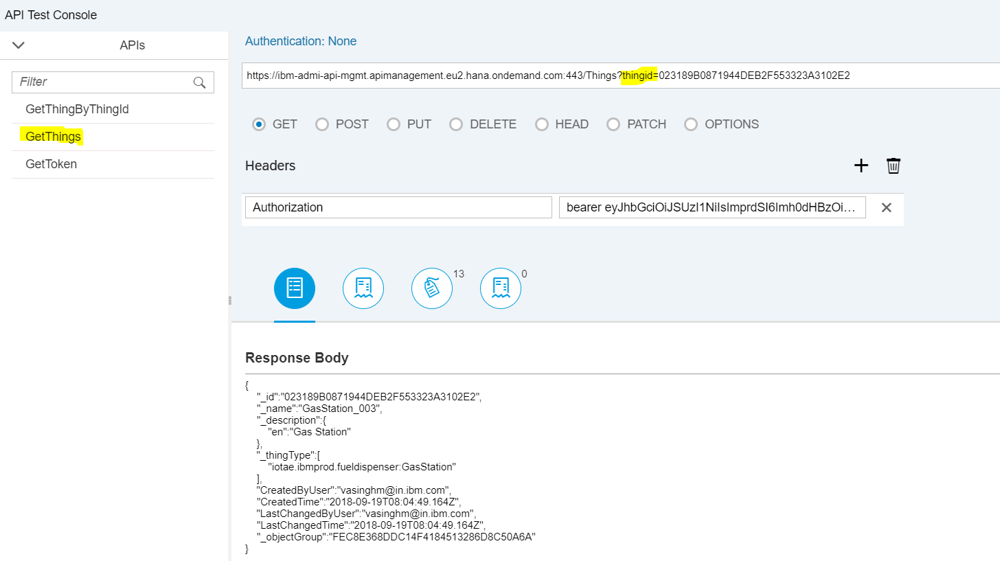 API Test Console
APIs
Filter
GetThingByThingId
GetThings
GetToken
Authentication: None
https://ibm-admi-api-mgmt.apimanagement.eu2.hana.ondemand.com:443/Things?thingid=023189B0871944DEB2F553323A3102E2
GET POST PUT DELETE HEAD PATCH OPTIONS
Headers
Authorization bearer eyJhbGciOiJSUzI1NiIsImprdSI6Imh0dHBzOi...
13 0
Response Body
{
"_id":"023189B0871944DEB2F553323A3102E2",
"_name":"GasStation_003",
"_description":{
"en":"Gas Station"
},
"_thingType":[
"iotae.ibmprod.fueldispenser:GasStation"
],
"CreatedByUser":"vasinghm@in.ibm.com",
"CreatedTime":"2018-09-19T08:04:49.164Z",
"LastChangedByUser":"vasinghm@in.ibm.com",
"LastChangedTime":"2018-09-19T08:04:49.164Z",
"_objectGroup":"FEC8E368DDC14F4184513286D8C50A6A"
}